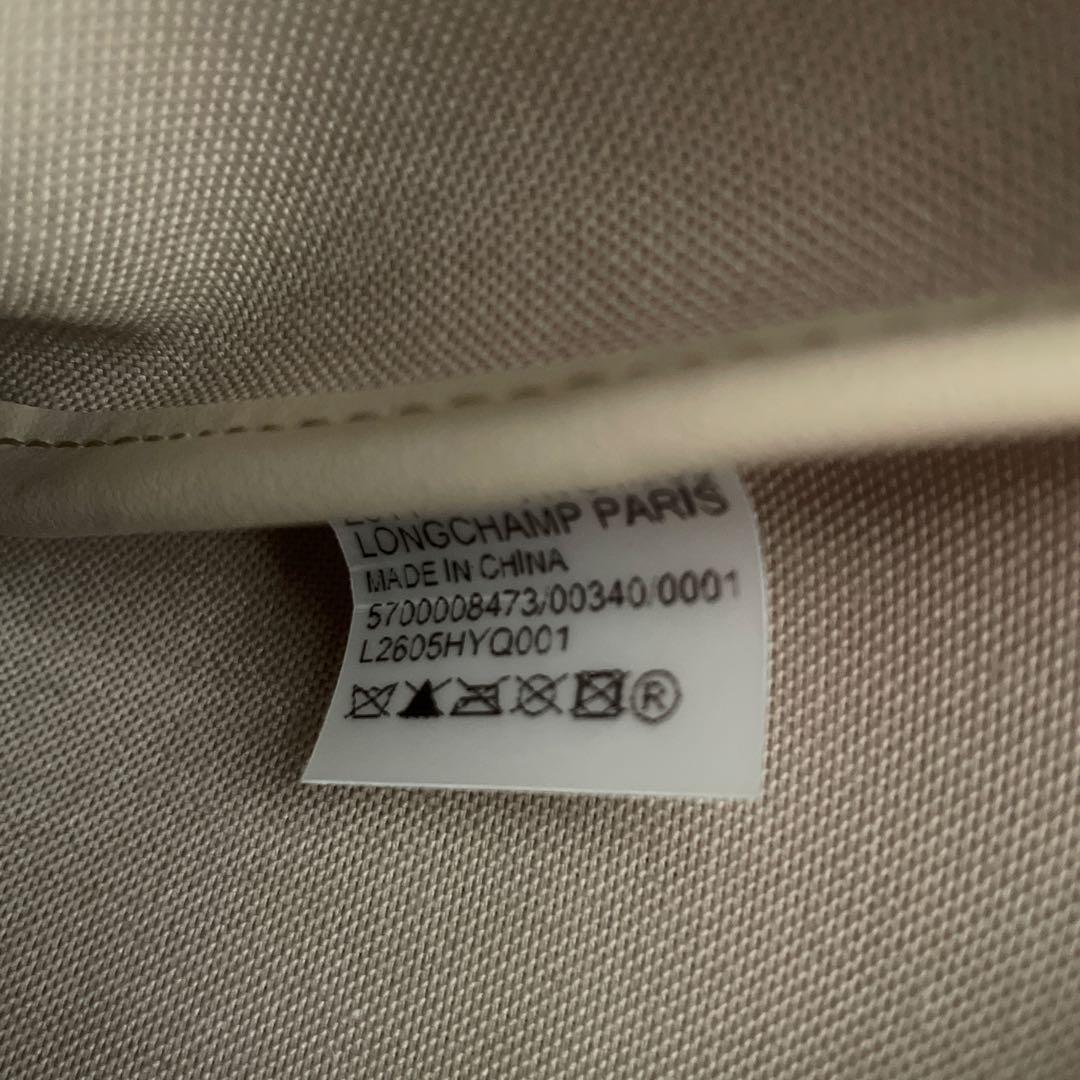 LONGCHAMP PARIS
MADE IN CHINA
5700008473/00340/0001
L2605HYQ001
®